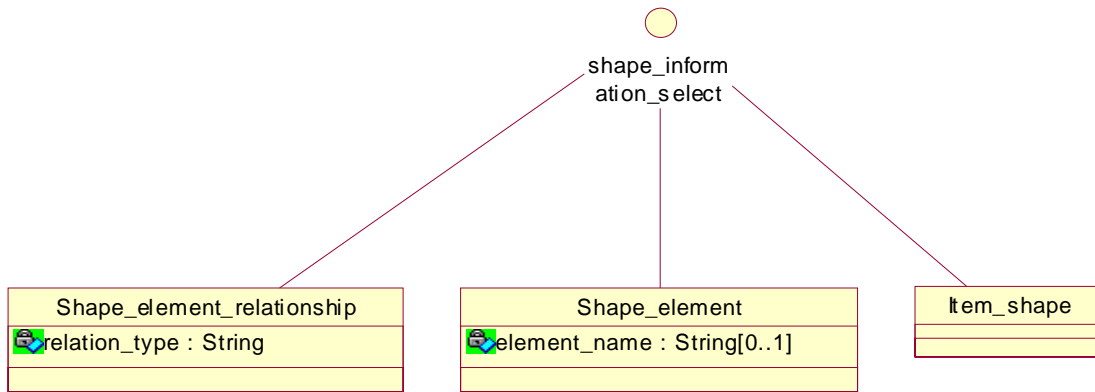 shape_inform
ation_select
Shape_element_relationship
relation_type : String
Shape_element
element_name : String[0..1]
Item_shape